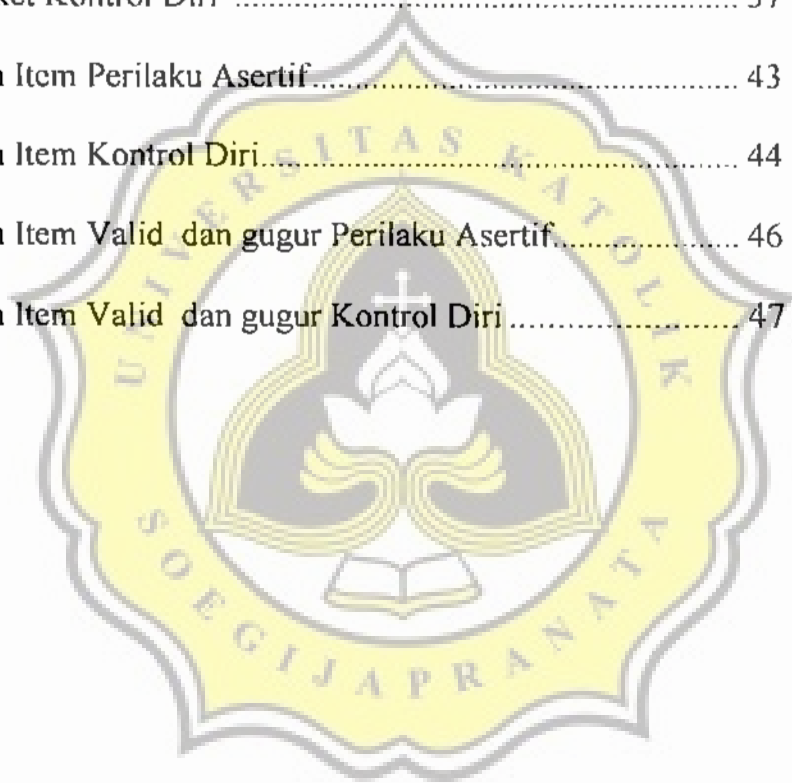 Kontrol Diri ........................................................
a Item Perilaku Asertif................................................ 43
a Item Kontrol Diri...................................................... 44
a Item Valid dan gugur Perilaku Asertif.................... 46
a Item Valid dan gugur Kontrol Diri ......................... 47
UNIVERSITAS KATOLIK
SOEGIJAPRANATA